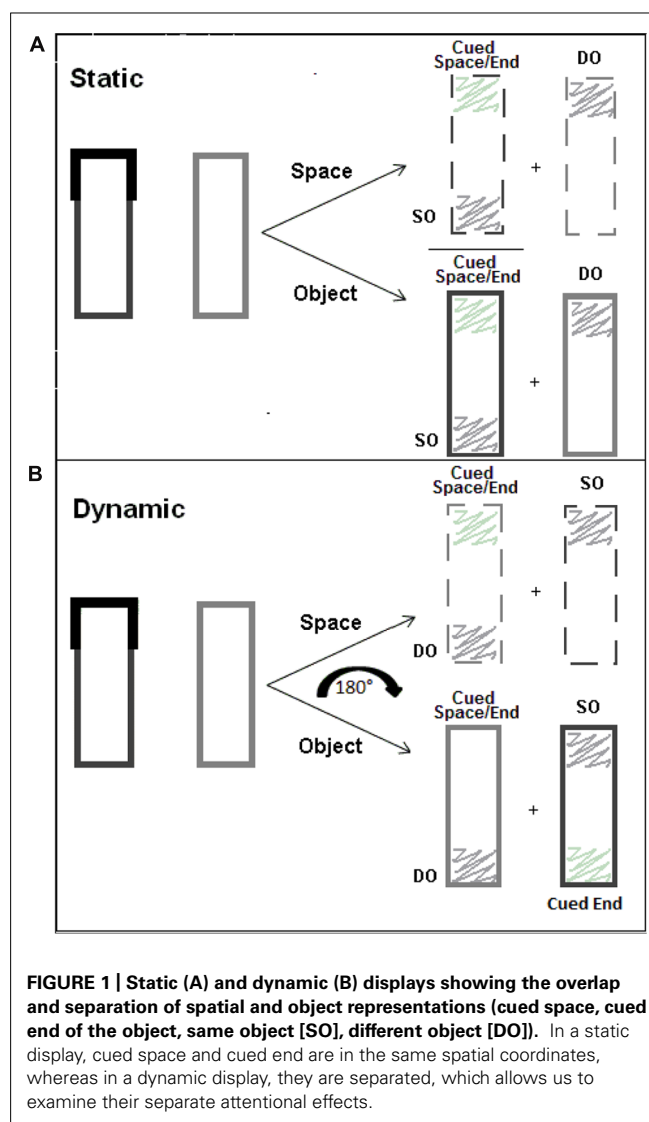 A
Static
Cued
Space/End
DO
Space
SO
+
Object
Cued
Space/End
DO
+
SO
B
Dynamic
Cued
Space/End
SO
Space
+
DO
180°
Object
Cued
Space/End
SO
+
DO
Cued End
FIGURE 1 | Static (A) and dynamic (B) displays showing the overlap
and separation of spatial and object representations (cued space, cued
end of the object, same object [SO], different object [DO]). In a static
display, cued space and cued end are in the same spatial coordinates,
whereas in a dynamic display, they are separated, which allows us to
examine their separate attentional effects.